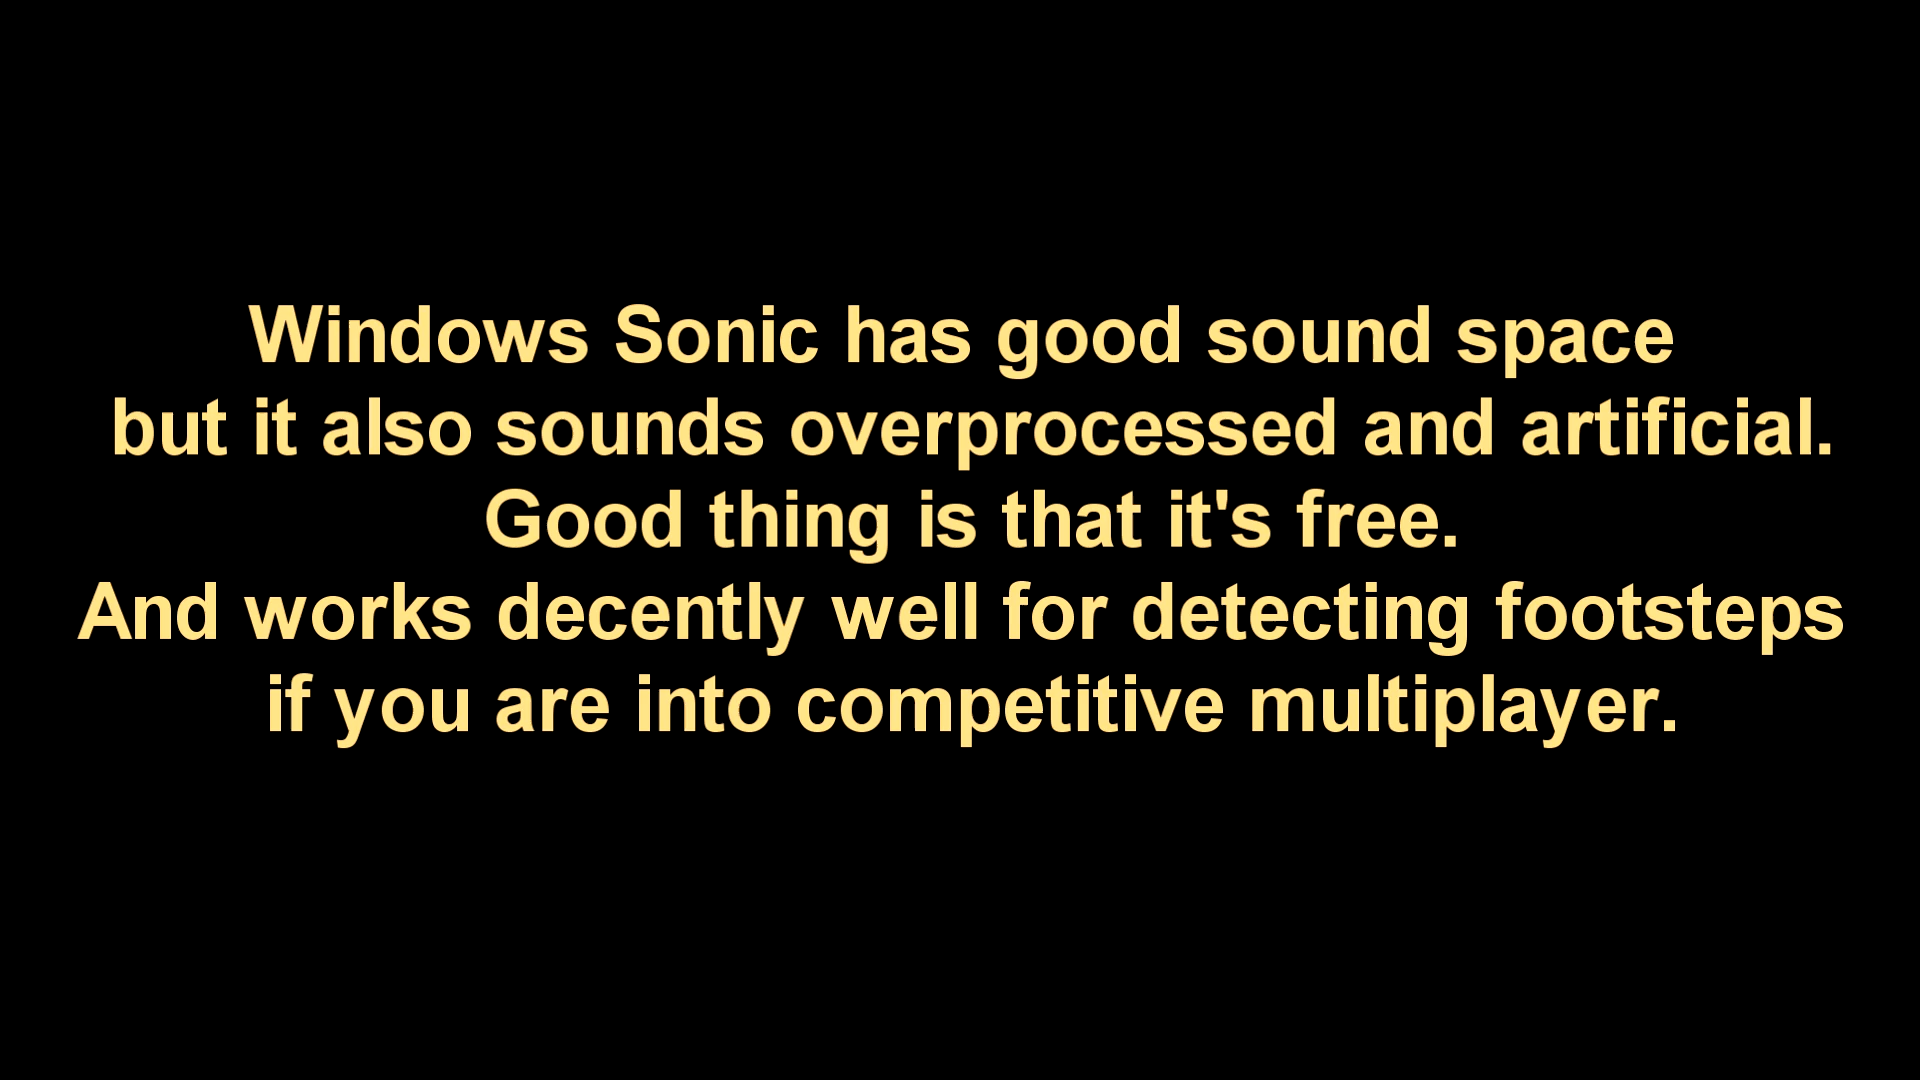 Windows Sonic has good sound space
but it also sounds overprocessed and artificial.
Good thing is that it's free.
And works decently well for detecting footsteps
if you are into competitive multiplayer.